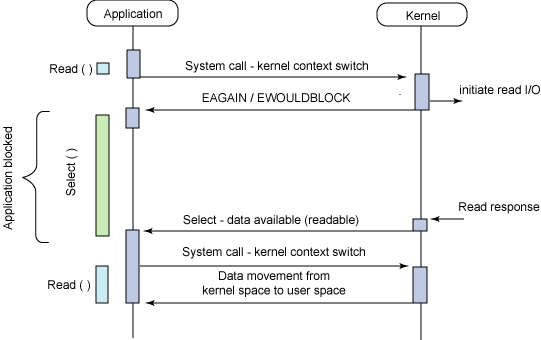 Application
Kernel
Read ( )
System call - kernel context switch
initiate read I/O
EAGAIN / EWOULDBLOCK
Application blocked
Select ( )
Read response
Select - data available (readable)
System call - kernel context switch
Read ( )
Data movement from
kernel space to user space